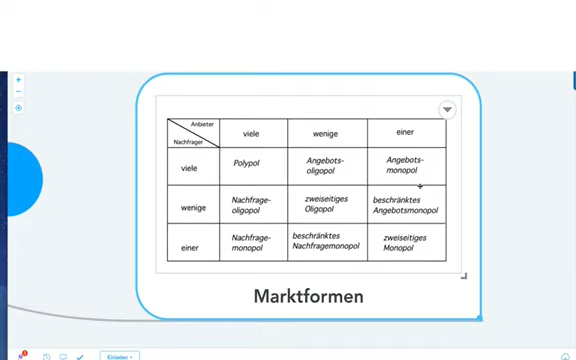 Anbieter
Nachfrager
viele
wenige
einer
viele
Polypol
Angebots-
oligopol
Angebots-
monopol
wenige
Nachfrage-
oligopol
zweiseitiges
Oligopol
beschränktes
Angebotsmonopol
einer
Nachfrage-
monopol
beschränktes
Nachfragemonopol
zweiseitiges
Monopol
Marktformen
Einladen